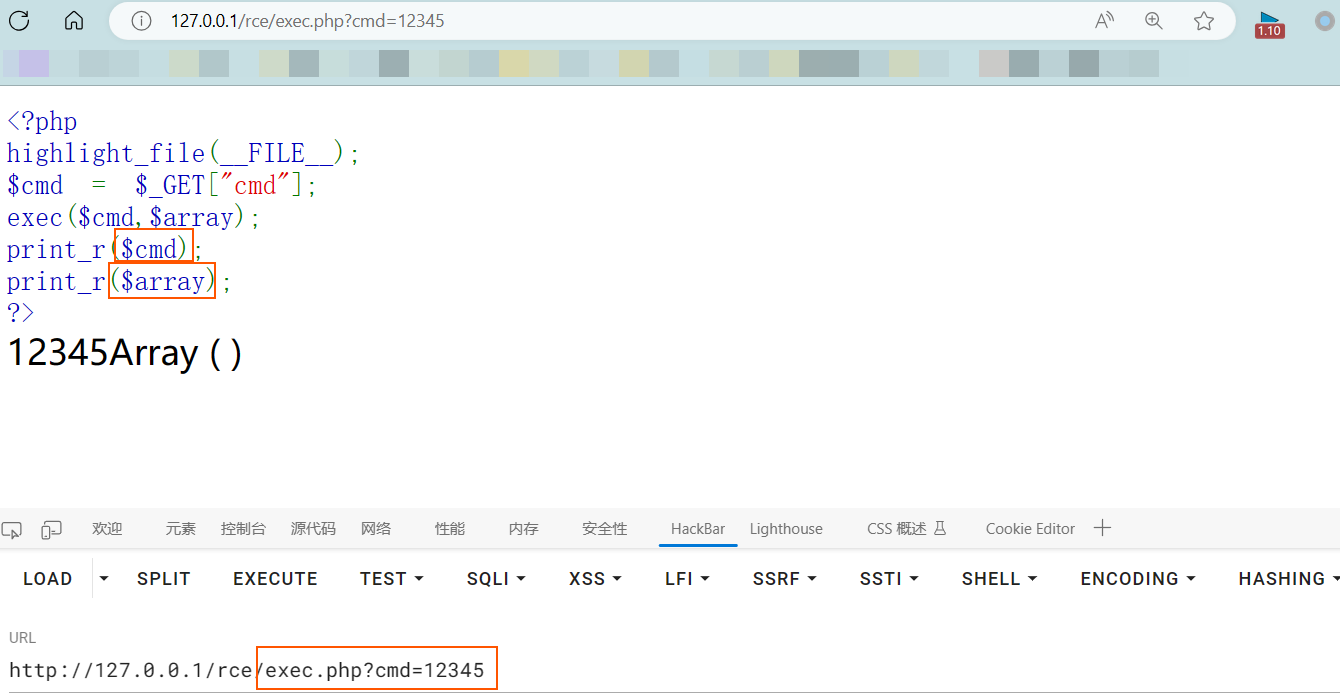 127.0.0.1/rce/exec.php?cmd=12345
1.10
<?php
highlight_file(__FILE__);
$cmd = $_GET["cmd"];
exec($cmd,$array);
print_r($cmd);
print_r($array);
?>
12345Array ( )
欢迎 元素 控制台 源代码 网络 性能 内存 安全性 HackBar Lighthouse CSS 概述 Cookie Editor
LOAD SPLIT EXECUTE TEST SQLI XSS LFI SSRF SSTI SHELL ENCODING HASHING
URL
http://127.0.0.1/rce/exec.php?cmd=12345